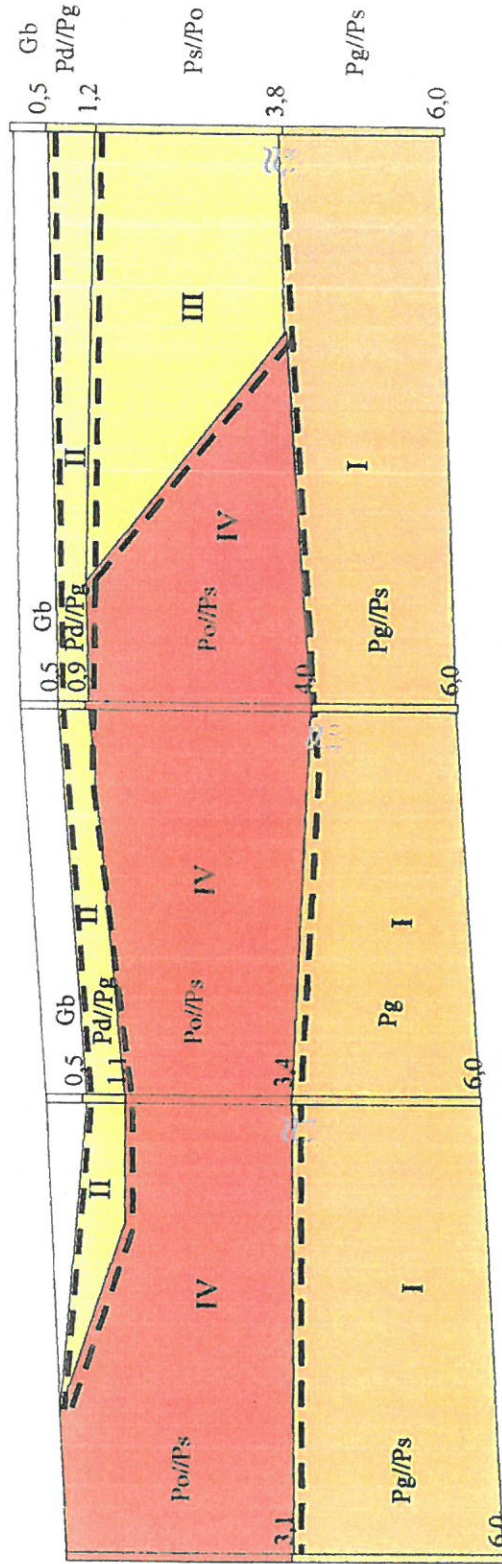 Po//Ps
IV
3,1
Pg//Ps
I
6,0
II
Gb
0,5
Pd//Pg
II
1,1
Po//Ps
IV
3,4
Pg
I
6,0
Gb
0,5
Pd//Pg
II
0,9
Po//Ps
IV
III
4,0
Pg//Ps
I
6,0
Gb
0,5
Pd//Pg
1,2
Ps//Po
3,8
Pg//Ps
6,0